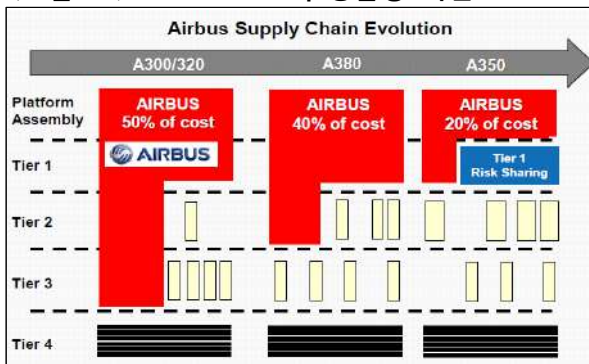 Airbus Supply Chain Evolution
A300/320 A380 A350
Platform Assembly
AIRBUS 50% of cost
AIRBUS 40% of cost
AIRBUS 20% of cost
Tier 1
AIRBUS
Tier 1 Risk Sharing
Tier 2
Tier 3
Tier 4